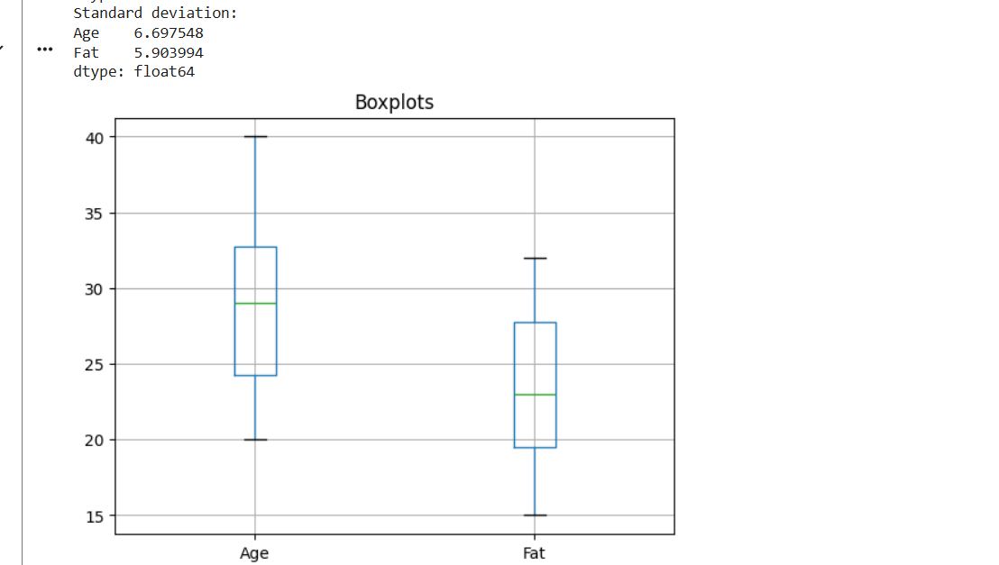 Standard deviation:
Age    6.697548
Fat    5.903994
dtype: float64
Boxplots
40
35
30
25
20
15
Age
Fat